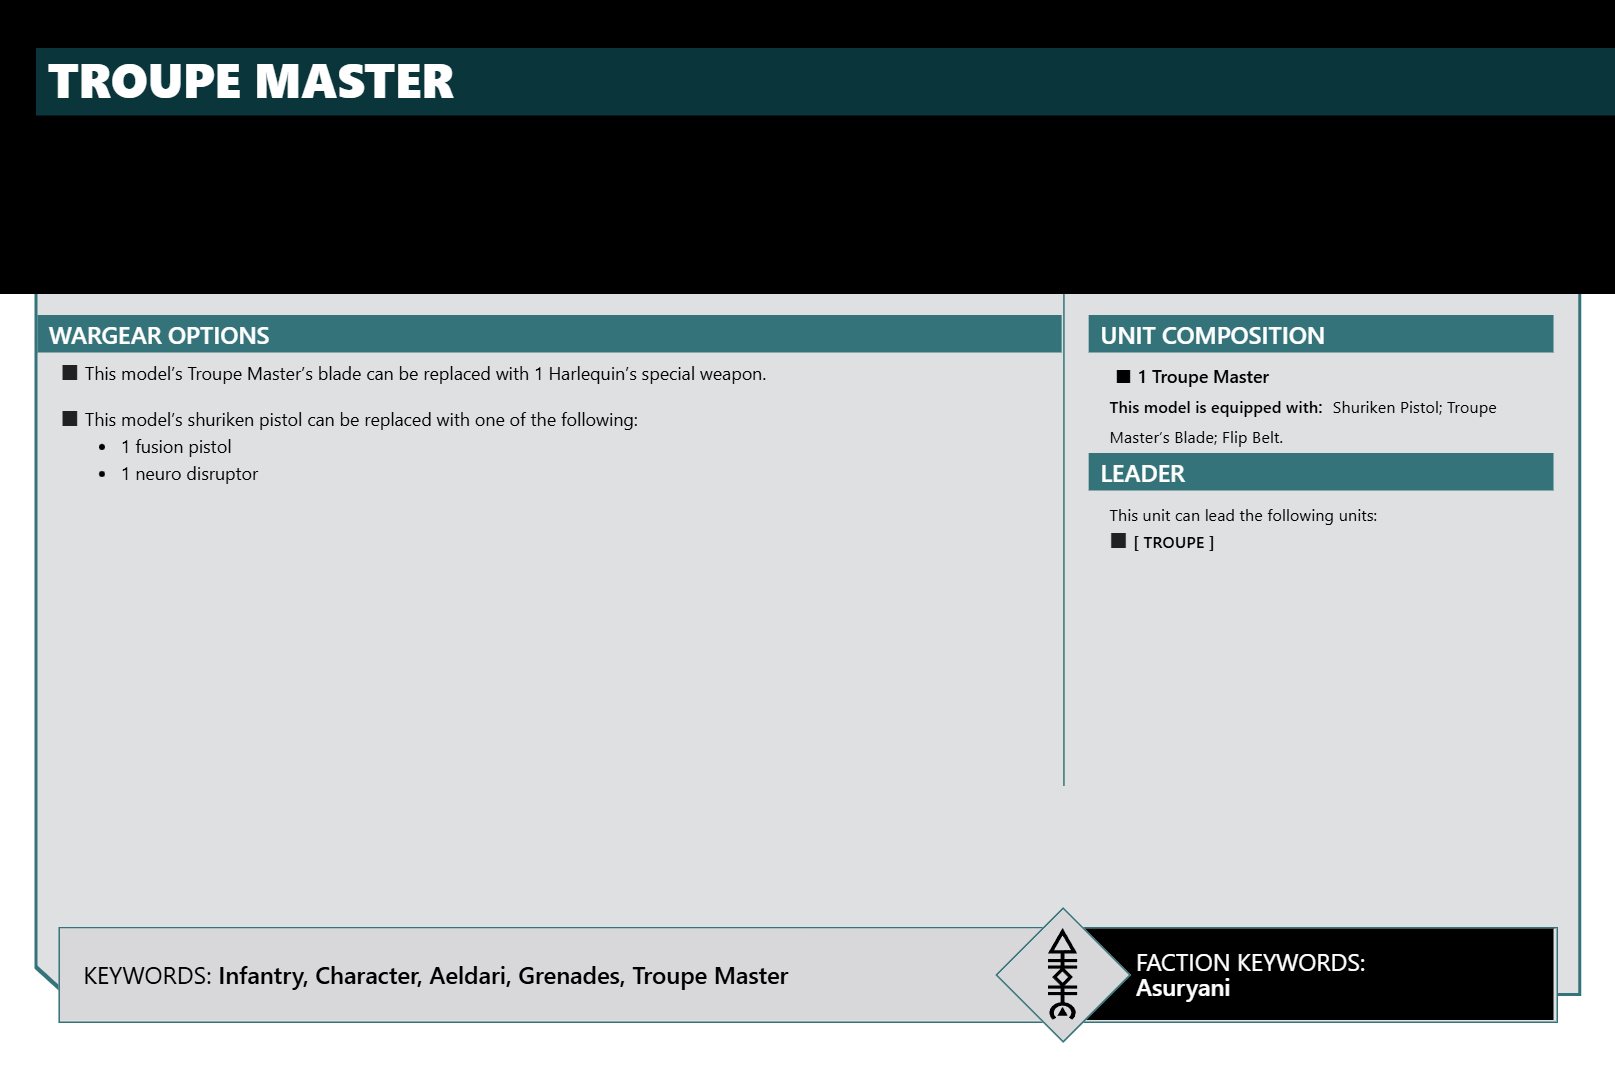 TROUPE MASTER
WARGEAR OPTIONS
■ This model’s Troupe Master’s blade can be replaced with 1 Harlequin’s special weapon.
■ This model’s shuriken pistol can be replaced with one of the following:
• 1 fusion pistol
• 1 neuro disruptor
UNIT COMPOSITION
■ 1 Troupe Master
This model is equipped with: Shuriken Pistol; Troupe
Master’s Blade; Flip Belt.
LEADER
This unit can lead the following units:
■ [ TROUPE ]
KEYWORDS: Infantry, Character, Aeldari, Grenades, Troupe Master
FACTION KEYWORDS:
Asuryani